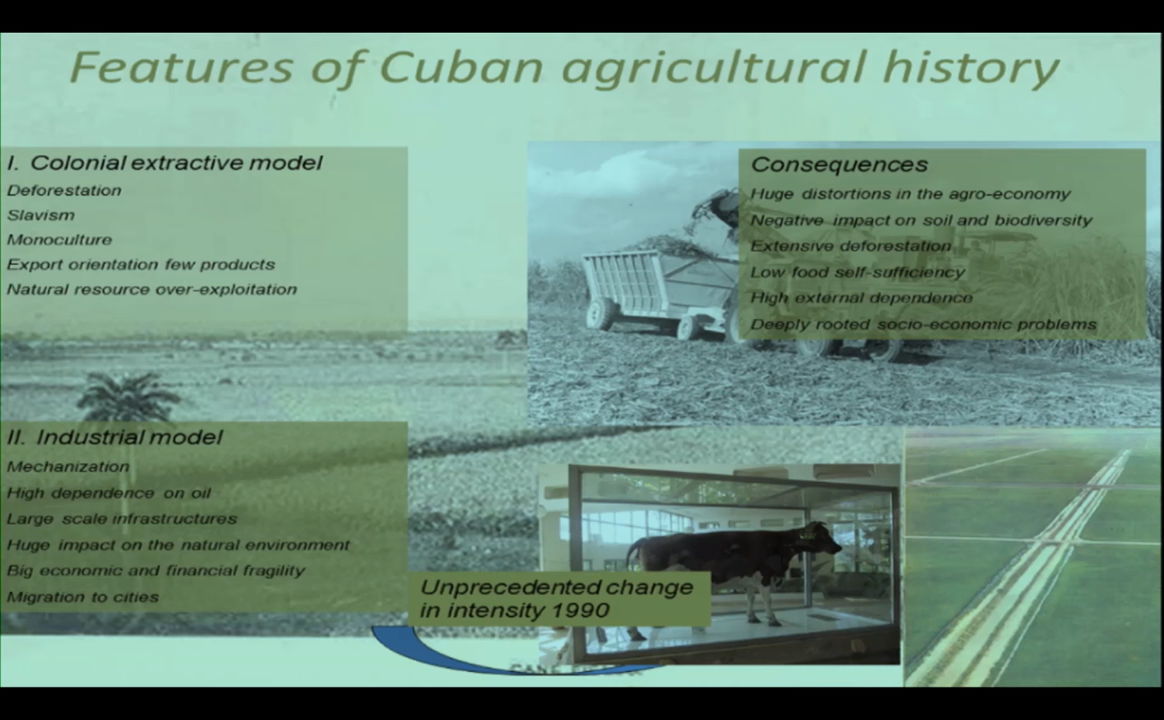 Features of Cuban agricultural history
I. Colonial extractive model
Deforestation
Slavism
Monoculture
Export orientation few products
Natural resource over-exploitation
Consequences
Huge distortions in the agro-economy
Negative impact on soil and biodiversity
Extensive deforestation
Low food self-sufficiency
High external dependence
Deeply rooted socio-economic problems
II. Industrial model
Mechanization
High dependence on oil
Large scale infrastructures
Huge impact on the natural environment
Big economic and financial fragility
Migration to cities
Unprecedented change
in intensity 1990